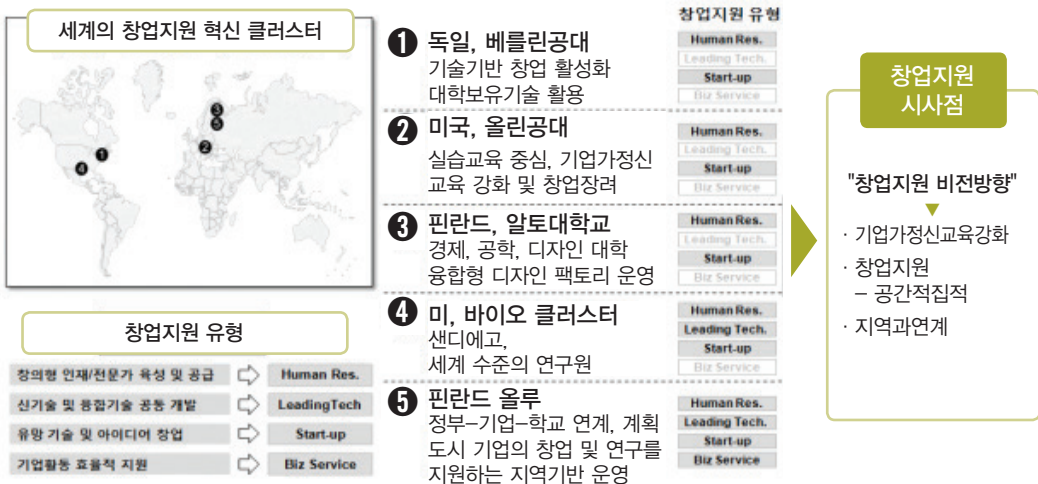 세계의 창업지원 혁신 클러스터
❸
❺
❷
❶
❹
창업지원 유형
창의형 인재/전문가 육성 및 공급
Human Res.
신기술 및 융합기술 공동 개발
LeadingTech
유망 기술 및 아이디어 창업
Start-up
기업활동 효율적 지원
Biz Service
창업지원 유형
❶ 독일, 베를린공대
기술기반 창업 활성화
대학보유기술 활용
Human Res.
Leading Tech.
Start-up
Biz Service
❷ 미국, 올린공대
실습교육 중심, 기업가정신
교육 강화 및 창업장려
Human Res.
Leading Tech.
Start-up
Biz Service
❸ 핀란드, 알토대학교
경제, 공학, 디자인 대학
융합형 디자인 팩토리 운영
Human Res.
Leading Tech.
Start-up
Biz Service
❹ 미, 바이오 클러스터
샌디에고,
세계 수준의 연구원
Human Res.
Leading Tech.
Start-up
Biz Service
❺ 핀란드 울루
정부–기업–학교 연계, 계획
도시 기업의 창업 및 연구를
지원하는 지역기반 운영
Human Res.
Leading Tech.
Start-up
Biz Service
창업지원
시사점
"창업지원 비전방향"
· 기업가정신교육강화
· 창업지원
– 공간적집적
· 지역과연계